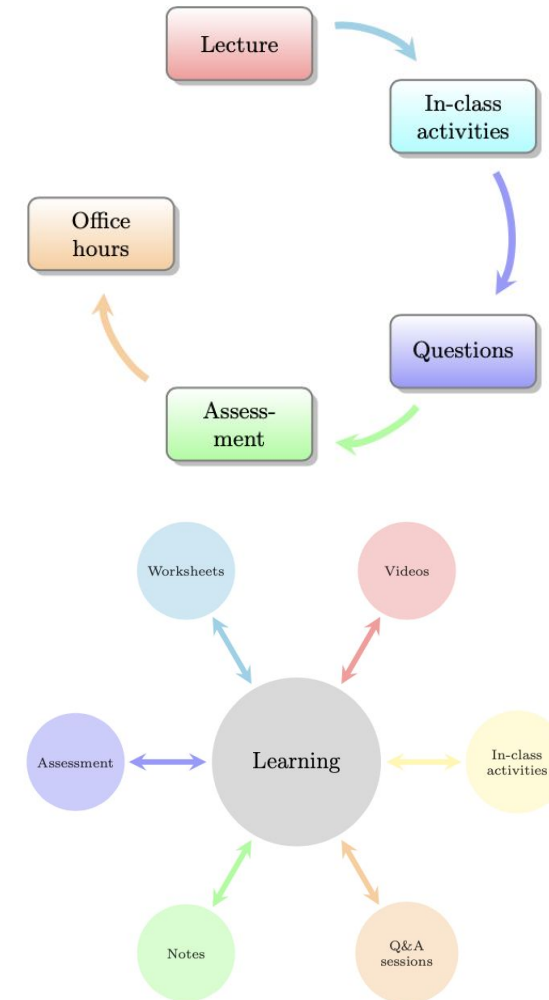 Lecture
In-class
activities
Office
hours
Questions
Assess-
ment
Worksheets
Videos
Assessment
Learning
In-class
activities
Notes
Q&A
sessions